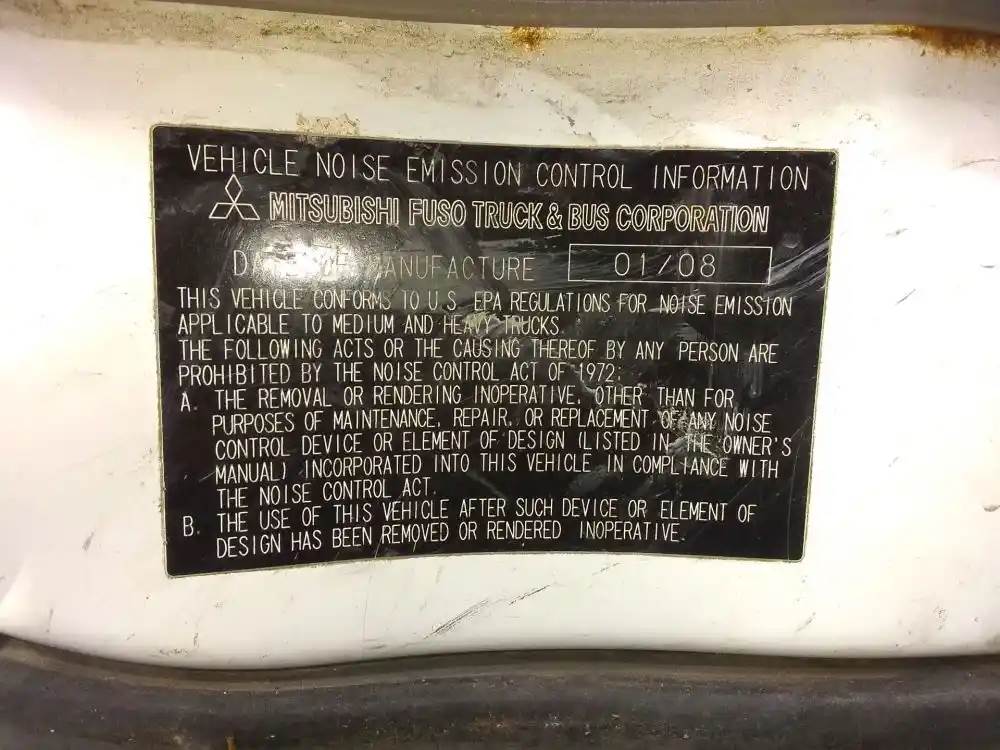 VEHICLE NOISE EMISSION CONTROL INFORMATION
MITSUBISHI FUSO TRUCK & BUS CORPORATION
DATE OF MANUFACTURE 01/08
THIS VEHICLE CONFORMS TO U.S. EPA REGULATIONS FOR NOISE EMISSION
APPLICABLE TO MEDIUM AND HEAVY TRUCKS.
THE FOLLOWING ACTS OR THE CAUSING THEREOF BY ANY PERSON ARE
PROHIBITED BY THE NOISE CONTROL ACT OF 1972:
A. THE REMOVAL OR RENDERING INOPERATIVE, OTHER THAN FOR
PURPOSES OF MAINTENANCE, REPAIR, OR REPLACEMENT OF ANY NOISE
CONTROL DEVICE OR ELEMENT OF DESIGN (LISTED IN THE OWNER'S
MANUAL) INCORPORATED INTO THIS VEHICLE IN COMPLIANCE WITH
THE NOISE CONTROL ACT.
B. THE USE OF THIS VEHICLE AFTER SUCH DEVICE OR ELEMENT OF
DESIGN HAS BEEN REMOVED OR RENDERED INOPERATIVE.